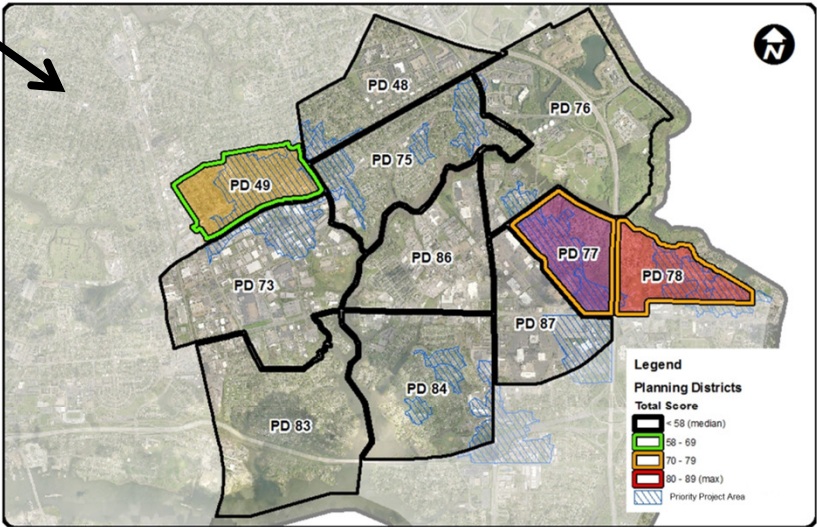 N
PD 48
PD 76
PD 75
PD 49
PD 86
PD 77
PD 78
PD 73
PD 87
PD 84
PD 83
Legend
Planning Districts
Total Score
< 58 (median)
58 - 69
70 - 79
80 - 89 (max)
Priority Project Area